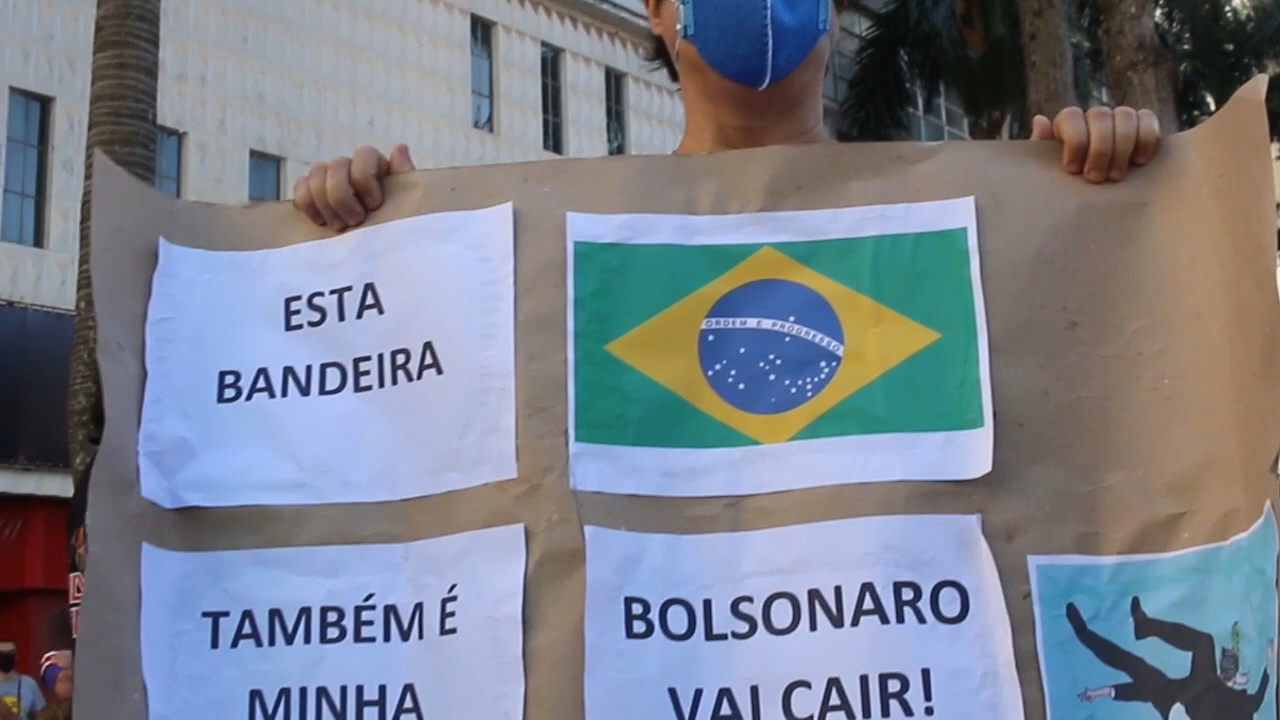 ESTA
BANDEIRA
ORDEM E PROGRESSO
TAMBÉM É
MINHA
BOLSONARO
VAI CAIR!